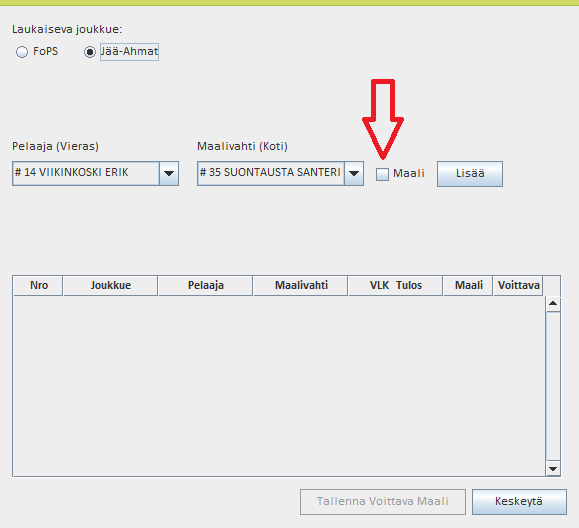 Laukaiseva joukkue:
FoPS Jää-Ahmat
Pelaaja (Vieras) Maalivahti (Koti)
# 14 VIIKINKOSKI ERIK # 35 SUONTAUSTA SANTERI Maali Lisää
Nro Joukkue Pelaaja Maalivahti VLK Tulos Maali Voittava
Tallenna Voittava Maali Keskeytä